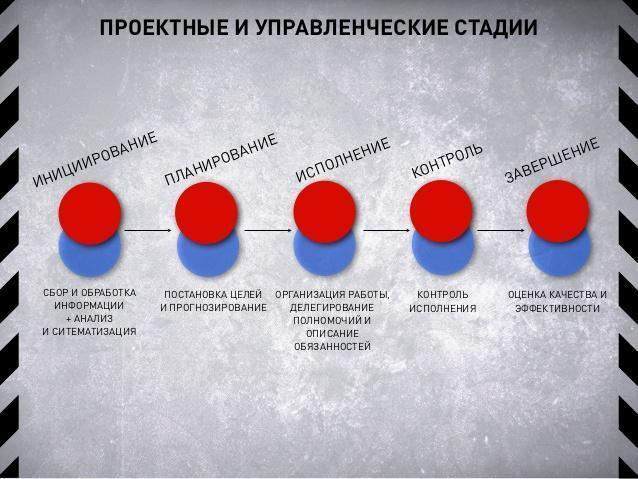 ПРОЕКТНЫЕ И УПРАВЛЕНЧЕСКИЕ СТАДИИ
ИНИЦИИРОВАНИЕ
ПЛАНИРОВАНИЕ
ИСПОЛНЕНИЕ
КОНТРОЛЬ
ЗАВЕРШЕНИЕ
СБОР И ОБРАБОТКА
ИНФОРМАЦИИ
+ АНАЛИЗ
И СИТЕМАТИЗАЦИЯ
ПОСТАНОВКА ЦЕЛЕЙ
И ПРОГНОЗИРОВАНИЕ
ОРГАНИЗАЦИЯ РАБОТЫ,
ДЕЛЕГИРОВАНИЕ
ПОЛНОМОЧИЙ И
ОПИСАНИЕ
ОБЯЗАННОСТЕЙ
КОНТРОЛЬ
ИСПОЛНЕНИЯ
ОЦЕНКА КАЧЕСТВА И
ЭФФЕКТИВНОСТИ